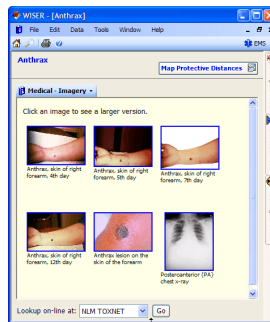 WISER - [Anthrax]
File Edit Data Tools Window Help
EMS
Anthrax
Map Protective Distances
Medical - Imagery
Click an image to see a larger version.
Anthrax, skin of right forearm, 4th day
Anthrax, skin of right forearm, 5th day
Anthrax, skin of right forearm, 7th day
Anthrax, skin of right forearm, 12th day
Anthrax lesion on the skin of the forearm
Posteroanterior (PA) chest x-ray
Lookup on-line at: NLM TOXNET Go